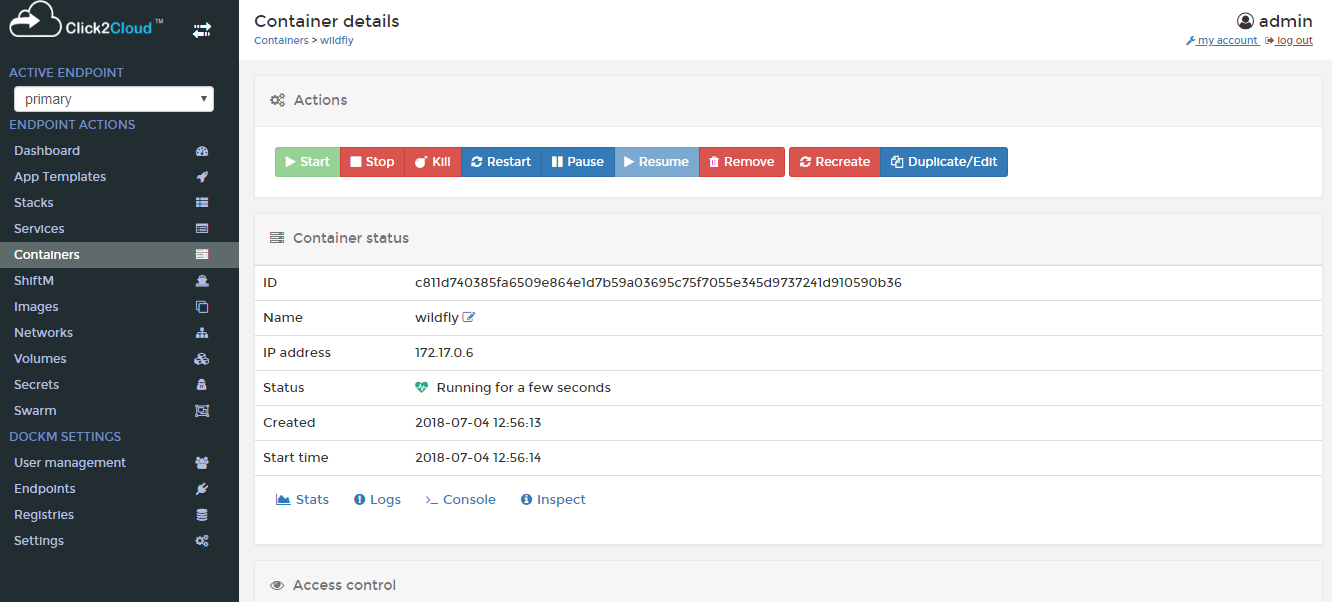 Click2Cloud™
ACTIVE ENDPOINT
primary
ENDPOINT ACTIONS
Dashboard
App Templates
Stacks
Services
Containers
ShiftM
Images
Networks
Volumes
Secrets
Swarm
DOCKM SETTINGS
User management
Endpoints
Registries
Settings
Container details
Containers > wildfly
admin
my account log out
Actions
Start Stop Kill Restart Pause Resume Remove Recreate Duplicate/Edit
Container status
ID c811d740385fa6509e864e1d7b59a03695c75f7055e345d9737241d910590b36
Name wildfly
IP address 172.17.0.6
Status Running for a few seconds
Created 2018-07-04 12:56:13
Start time 2018-07-04 12:56:14
Stats Logs >_ Console Inspect
Access control